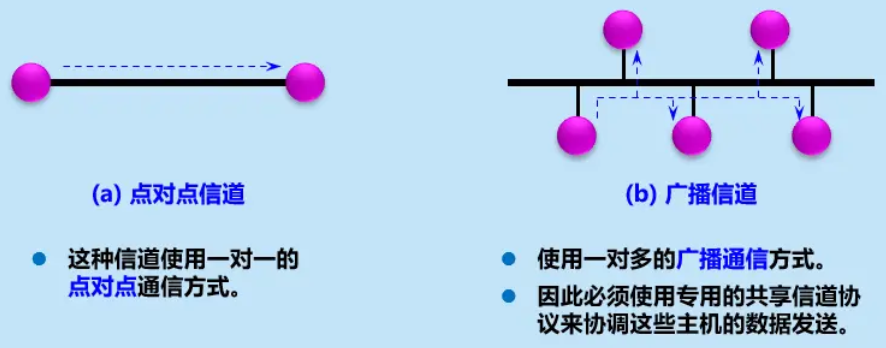 (a) 点对点信道
这种信道使用一对一的
点对点通信方式。
(b) 广播信道
使用一对多的广播通信方式。
因此必须使用专用的共享信道协
议来协调这些主机的数据发送。